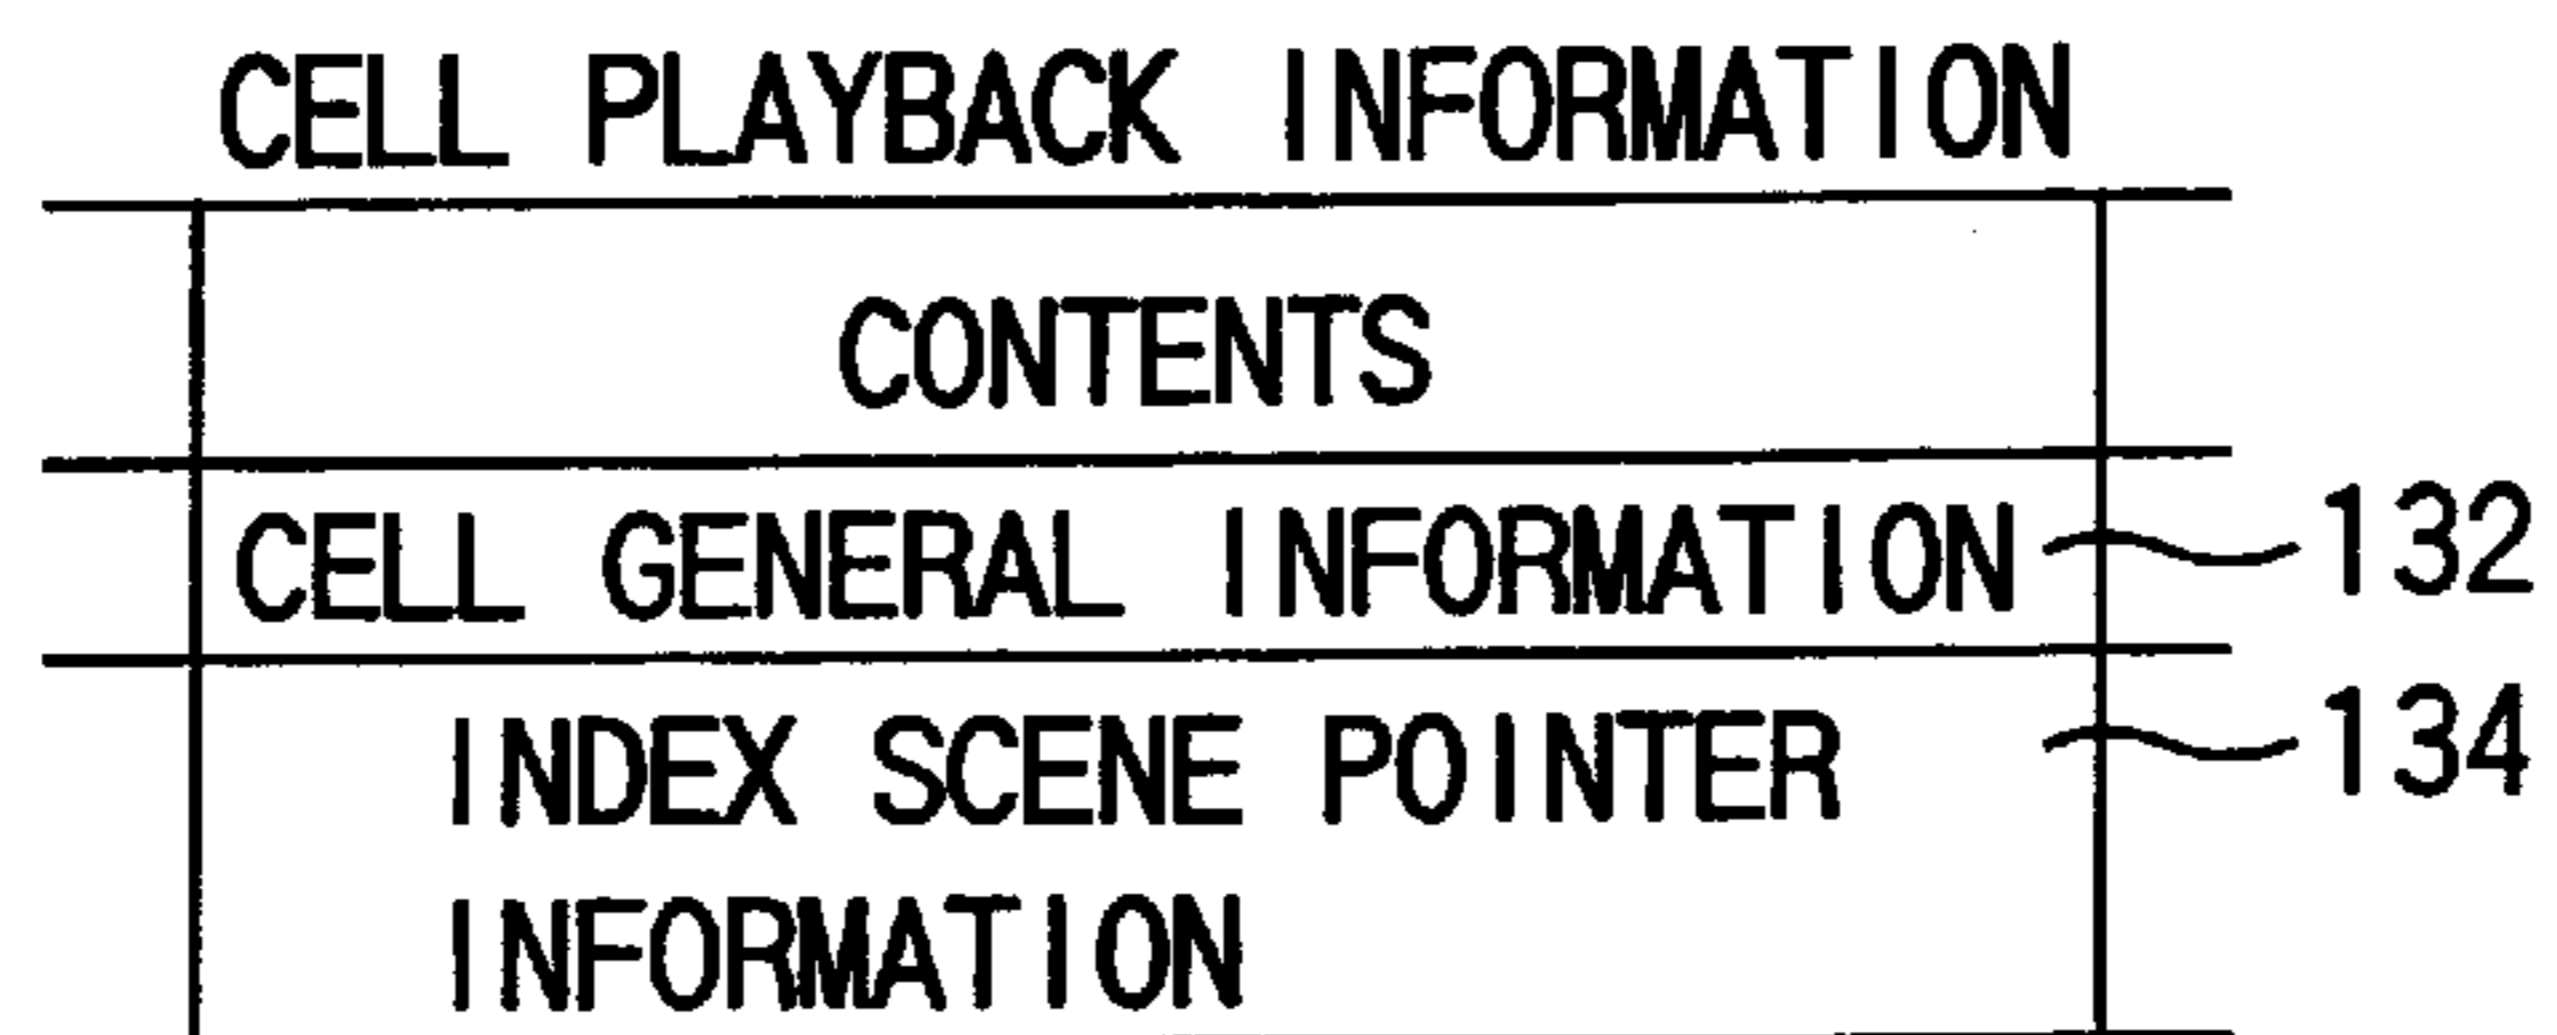 CELL PLAYBACK INFORMATION
CONTENTS
CELL GENERAL INFORMATION 132
INDEX SCENE POINTER 134
INFORMATION